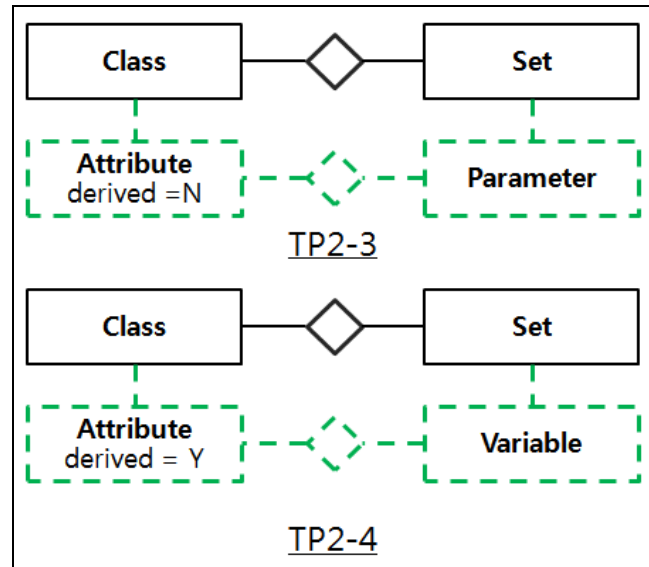 Class
Set
Attribute
derived =N
Parameter
TP2-3
Class
Set
Attribute
derived = Y
Variable
TP2-4